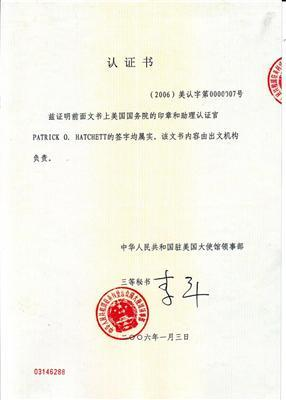 认证书
(2006)美认字第0000007号
兹证明前面文书上美国国务院的印章和助理认证官
PATRICK O. HATCHETT的签字均属实。该文书内容由出文机构
负责。
中华人民共和国驻美国大使馆领事部
三等秘书
二〇〇六年一月三日
03146288